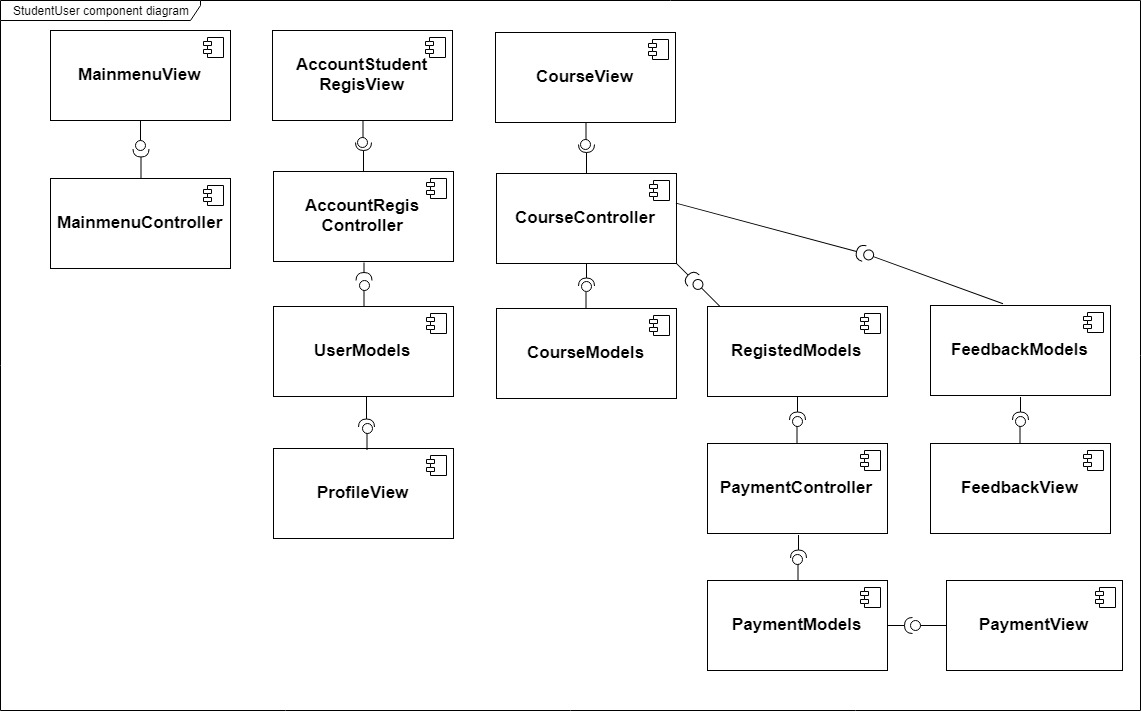 StudentUser component diagram
MainmenuView
AccountStudent
RegisView
CourseView
MainmenuController
AccountRegis
Controller
CourseController
UserModels
CourseModels
RegistedModels
FeedbackModels
ProfileView
PaymentController
FeedbackView
PaymentModels
PaymentView